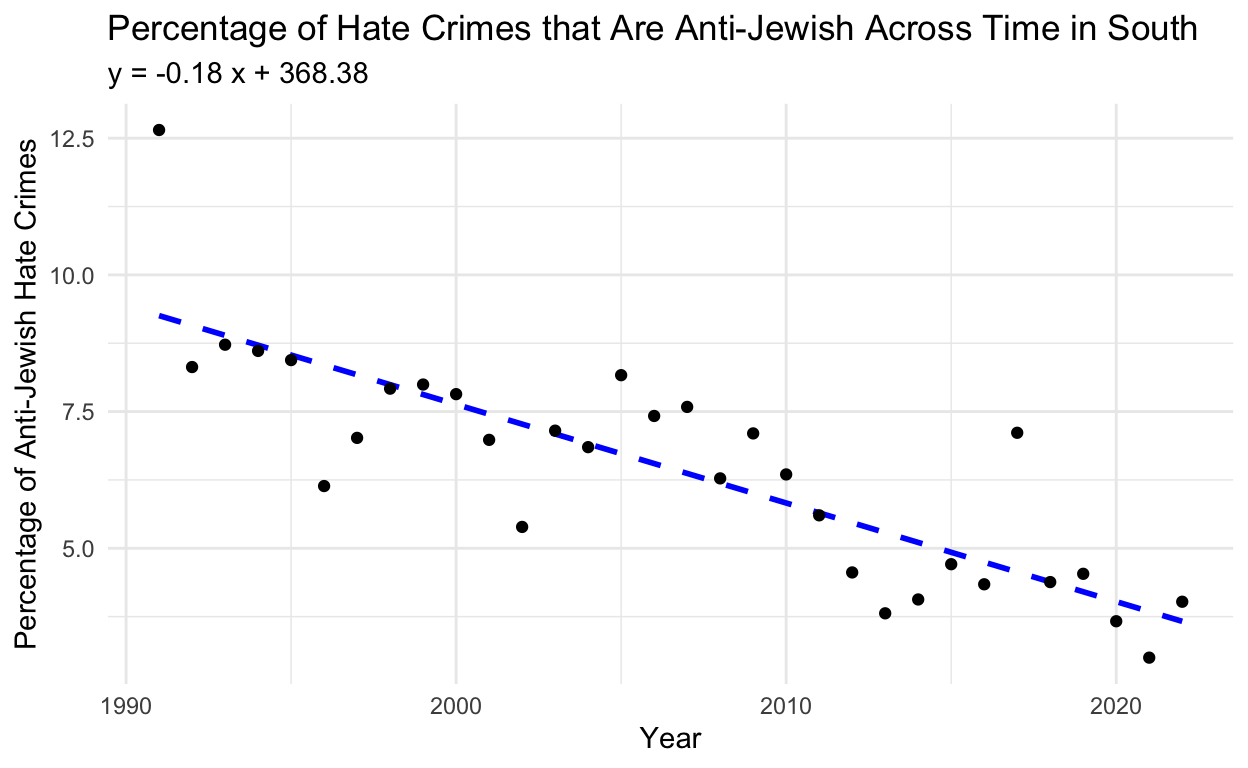 Percentage of Hate Crimes that Are Anti-Jewish Across Time in South
y = -0.18 x + 368.38
Percentage of Anti-Jewish Hate Crimes
12.5
10.0
7.5
5.0
1990
2000
2010
2020
Year